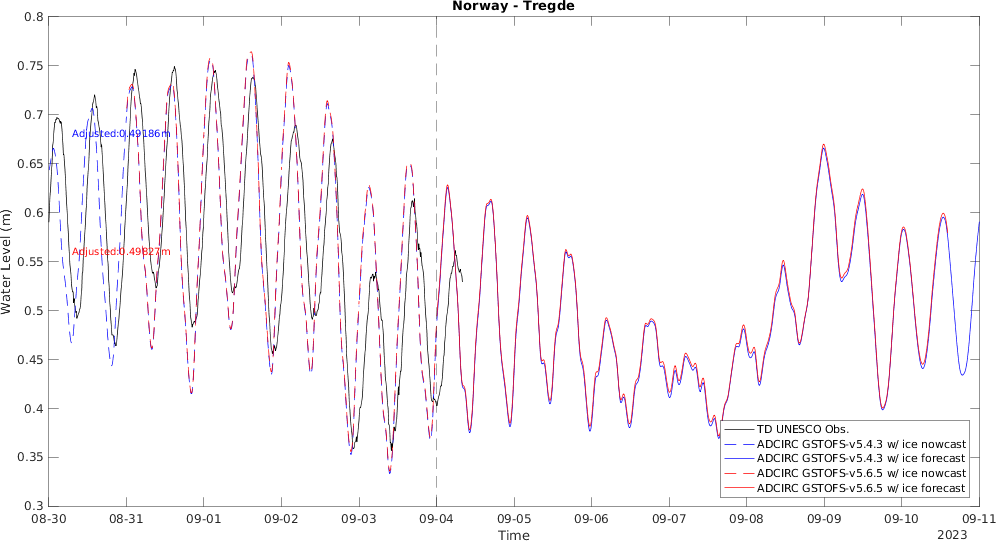 Norway - Tregde
0.8
0.75
0.7
0.65
0.6
0.55
0.5
0.45
0.4
0.35
0.3
Water Level (m)
Adjusted:0.49186m
Adjusted:0.49827m
TD UNESCO Obs.
ADCIRC GSTOFS-v5.4.3 w/ ice nowcast
ADCIRC GSTOFS-v5.4.3 w/ ice forecast
ADCIRC GSTOFS-v5.6.5 w/ ice nowcast
ADCIRC GSTOFS-v5.6.5 w/ ice forecast
08-30 08-31 09-01 09-02 09-03 09-04 09-05 09-06 09-07 09-08 09-09 09-10 09-11
Time
2023